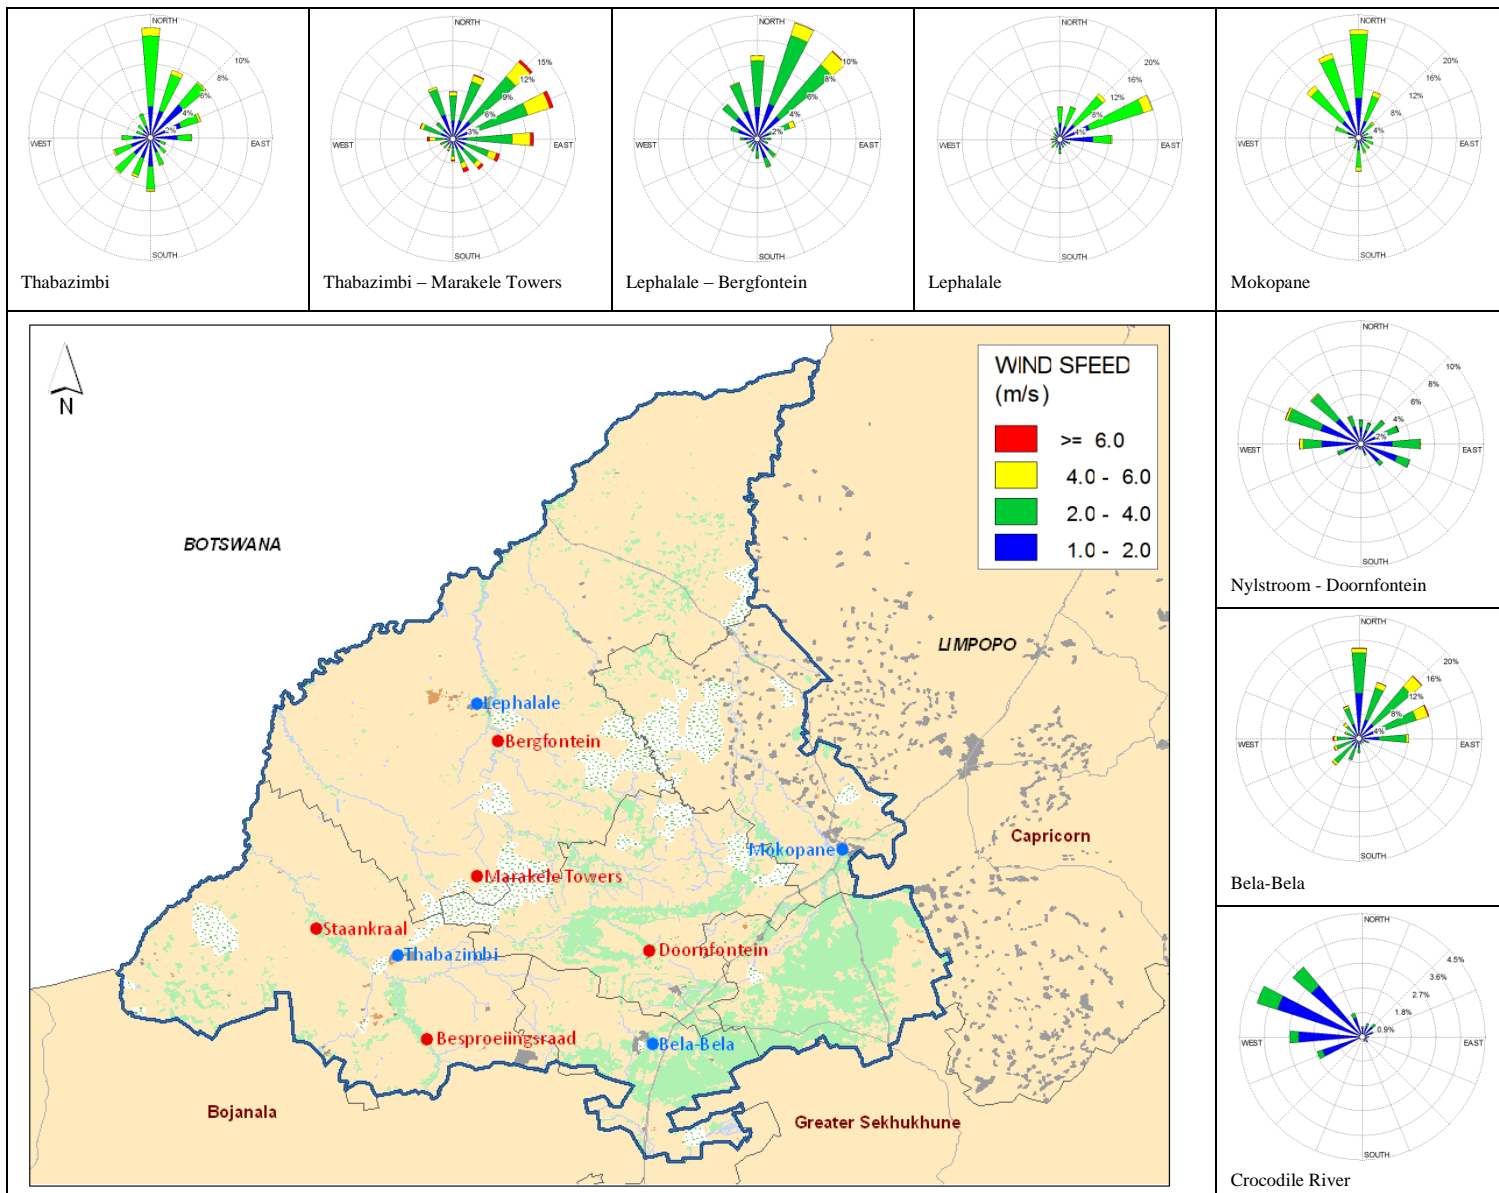 NORTH
10%
8%
6%
4%
2%
WEST
EAST
SOUTH
Thabazimbi
NORTH
15%
12%
9%
6%
3%
WEST
EAST
SOUTH
Thabazimbi – Marakele Towers
NORTH
10%
8%
6%
4%
2%
WEST
EAST
SOUTH
Lephalale – Bergfontein
NORTH
20%
16%
12%
8%
4%
WEST
EAST
SOUTH
Lephalale
NORTH
20%
16%
12%
8%
4%
WEST
EAST
SOUTH
Mokopane
N
BOTSWANA
WIND SPEED
(m/s)
>= 6.0
4.0 - 6.0
2.0 - 4.0
1.0 - 2.0
LIMPOPO
Lephalale
Bergfontein
Mokopane
Capricorn
Marakele Towers
Staankraal
Thabazimbi
Doornfontein
Besproeiingsraad
Bela-Bela
Bojanala
Greater Sekhukhune
NORTH
10%
8%
6%
4%
2%
WEST
EAST
SOUTH
Nylstroom - Doornfontein
NORTH
20%
16%
12%
8%
4%
WEST
EAST
SOUTH
Bela-Bela
NORTH
4.5%
3.6%
2.7%
1.8%
0.9%
WEST
EAST
SOUTH
Crocodile River